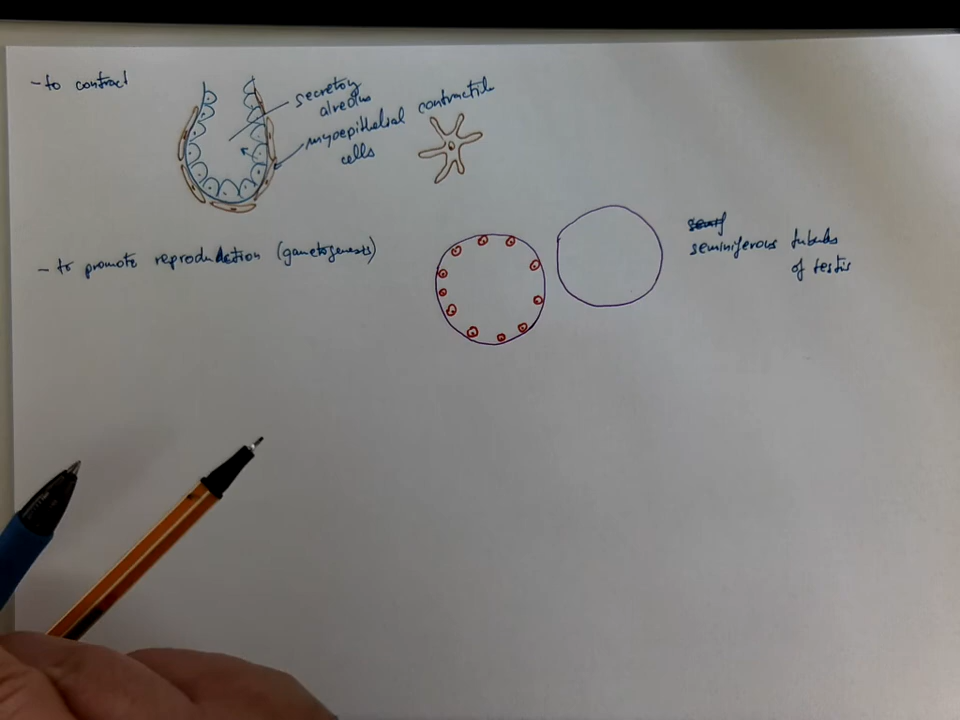 - to contract
secretory
alveolus
myoepithelial
cells
contractile
- to promote reproduction (gametogenesis)
seminiferous tubules
of testis